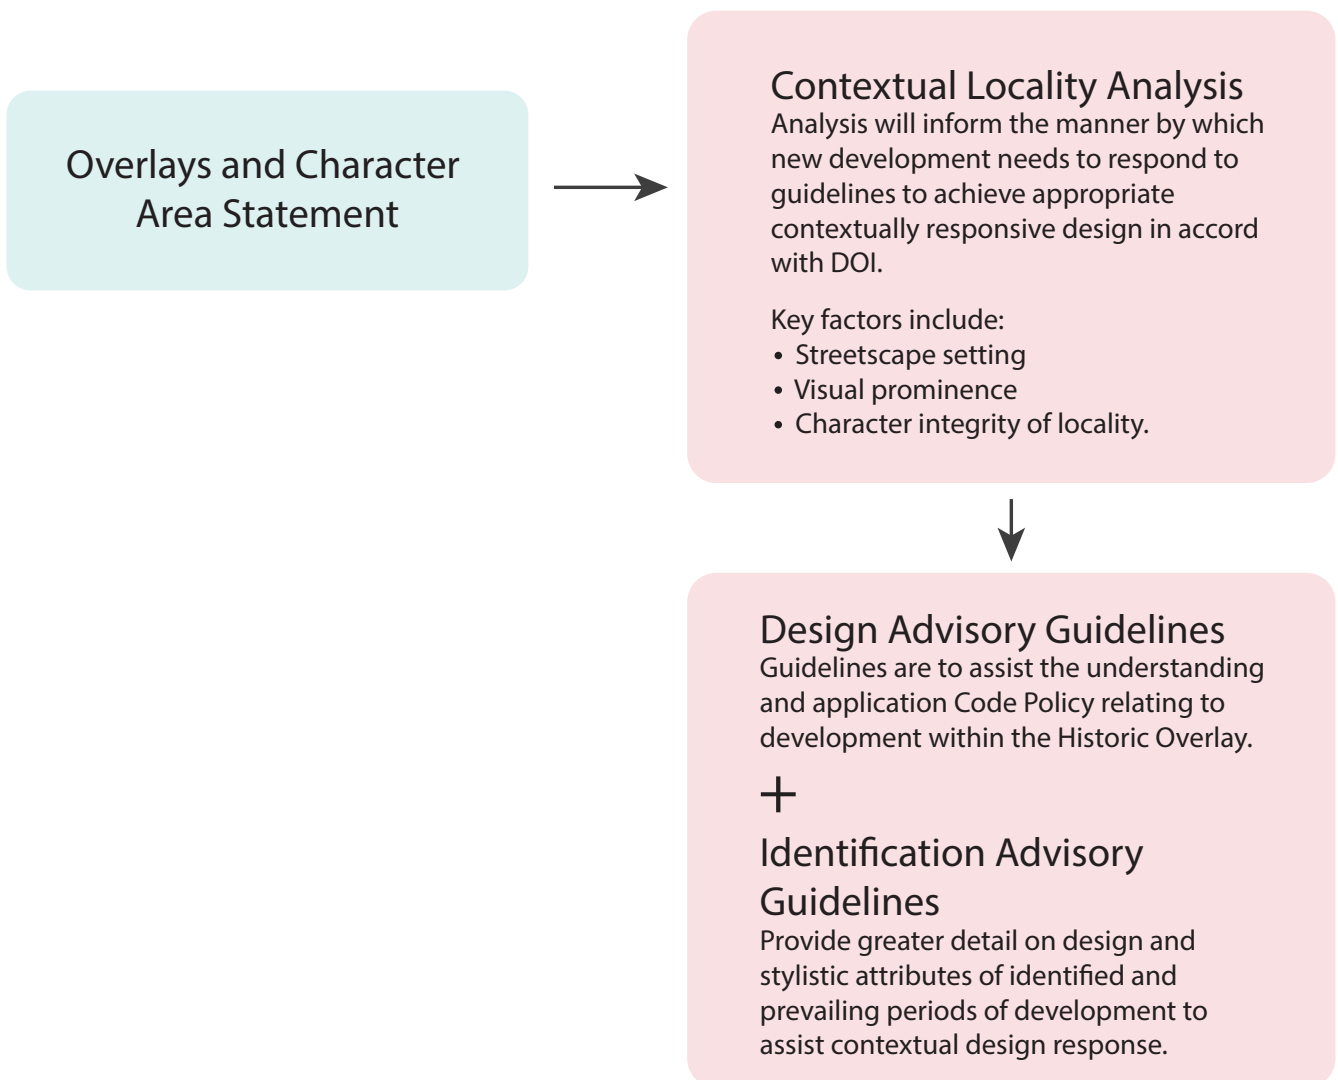 Overlays and Character
Area Statement
Contextual Locality Analysis
Analysis will inform the manner by which
new development needs to respond to
guidelines to achieve appropriate
contextually responsive design in accord
with DOI.
Key factors include:
• Streetscape setting
• Visual prominence
• Character integrity of locality.
Design Advisory Guidelines
Guidelines are to assist the understanding
and application Code Policy relating to
development within the Historic Overlay.
+
Identification Advisory
Guidelines
Provide greater detail on design and
stylistic attributes of identified and
prevailing periods of development to
assist contextual design response.